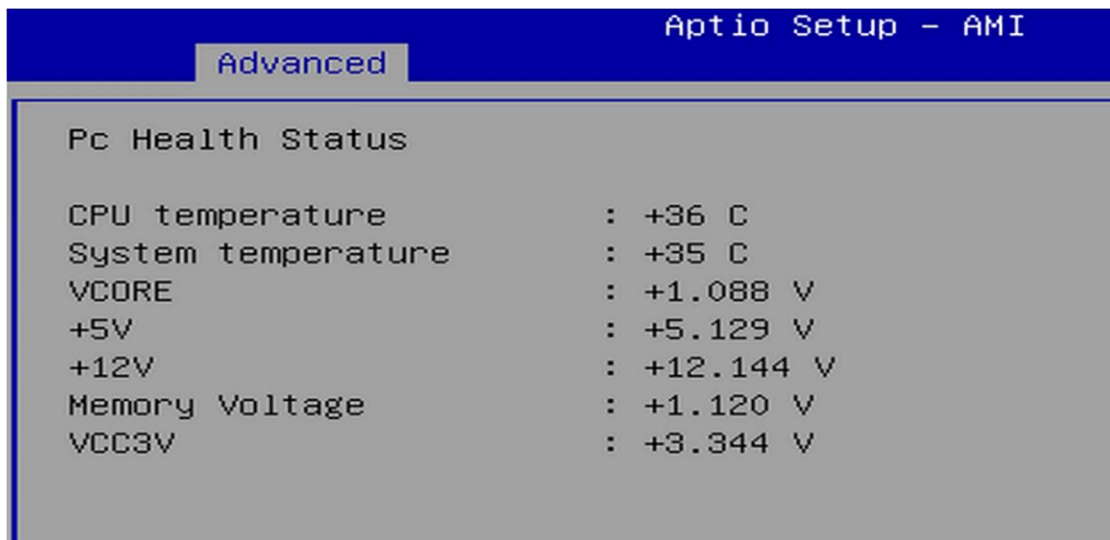 Aptio Setup – AMI
Advanced
Pc Health Status
CPU temperature : +36 C
System temperature : +35 C
VCORE : +1.088 V
+5V : +5.129 V
+12V : +12.144 V
Memory Voltage : +1.120 V
VCC3V : +3.344 V